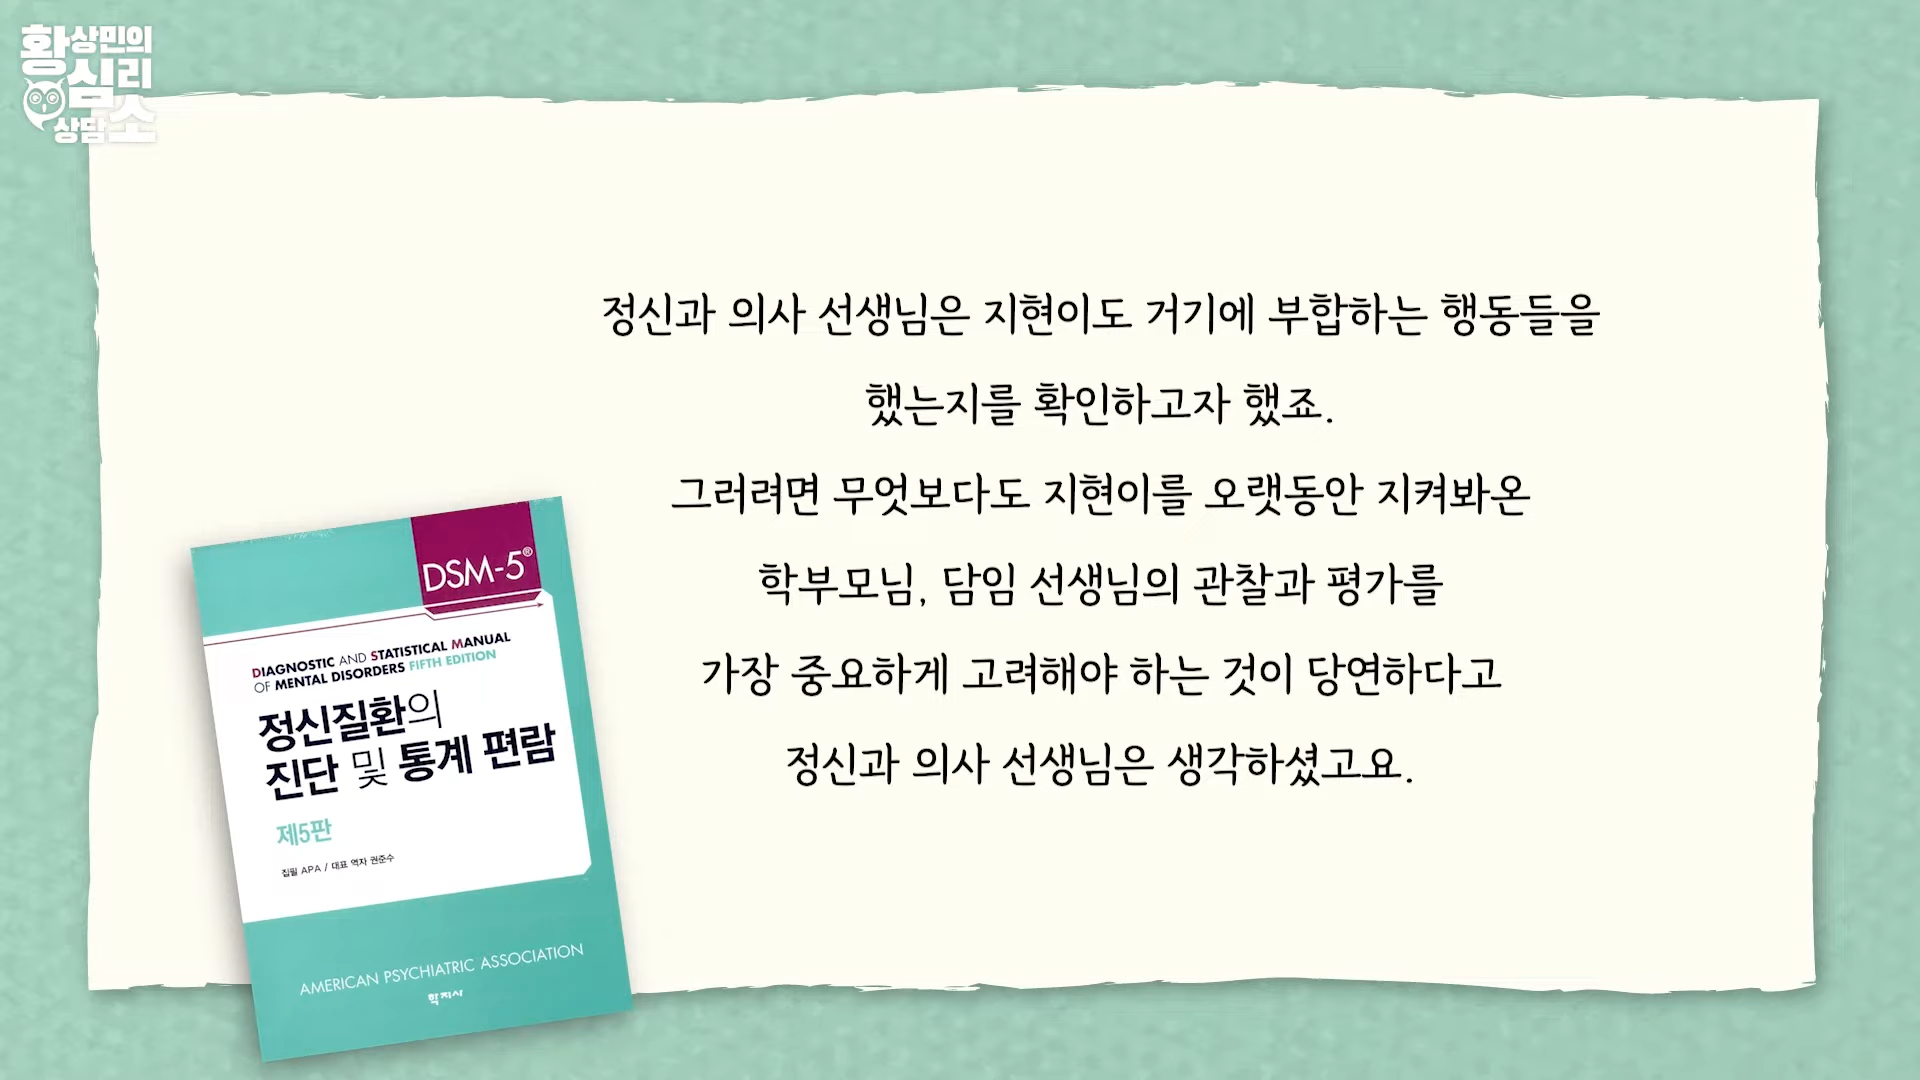 황상민의
심리
상담소
정신과 의사 선생님은 지현이도 거기에 부합하는 행동들을
했는지를 확인하고자 했죠.
그러려면 무엇보다도 지현이를 오랫동안 지켜봐온
학부모님, 담임 선생님의 관찰과 평가를
가장 중요하게 고려해야 하는 것이 당연하다고
정신과 의사 선생님은 생각하셨고요.
DSM-5®
DIAGNOSTIC AND STATISTICAL MANUAL
OF MENTAL DISORDERS FIFTH EDITION
정신질환의
진단 및 통계 편람
제5판
집필 APA / 대표 역자 권준수
AMERICAN PSYCHIATRIC ASSOCIATION
학지사